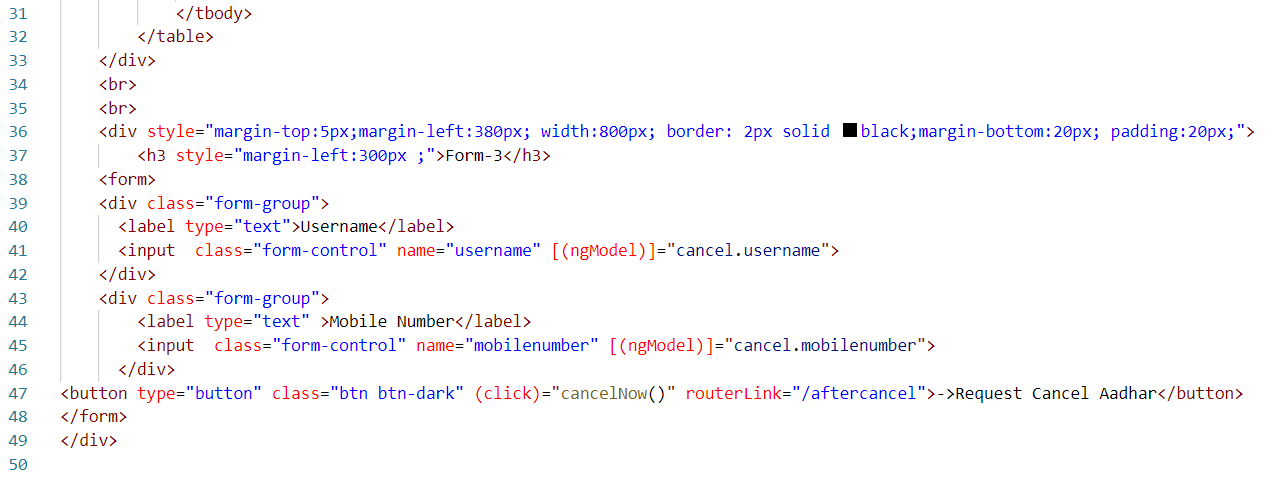 31 </tbody>
32 </table>
33 </div>
34 <br>
35 <br>
36 <div style="margin-top:5px;margin-left:380px; width:800px; border: 2px solid black;margin-bottom:20px; padding:20px;">
37 <h3 style="margin-left:300px ;">Form-3</h3>
38 <form>
39 <div class="form-group">
40 <label type="text">Username</label>
41 <input  class="form-control" name="username" [(ngModel)]="cancel.username">
42 </div>
43 <div class="form-group">
44 <label type="text" >Mobile Number</label>
45 <input  class="form-control" name="mobilenumber" [(ngModel)]="cancel.mobilenumber">
46 </div>
47 <button type="button" class="btn btn-dark" (click)="cancelNow()" routerLink="/aftercancel">->Request Cancel Aadhar</button>
48 </form>
49 </div>
50